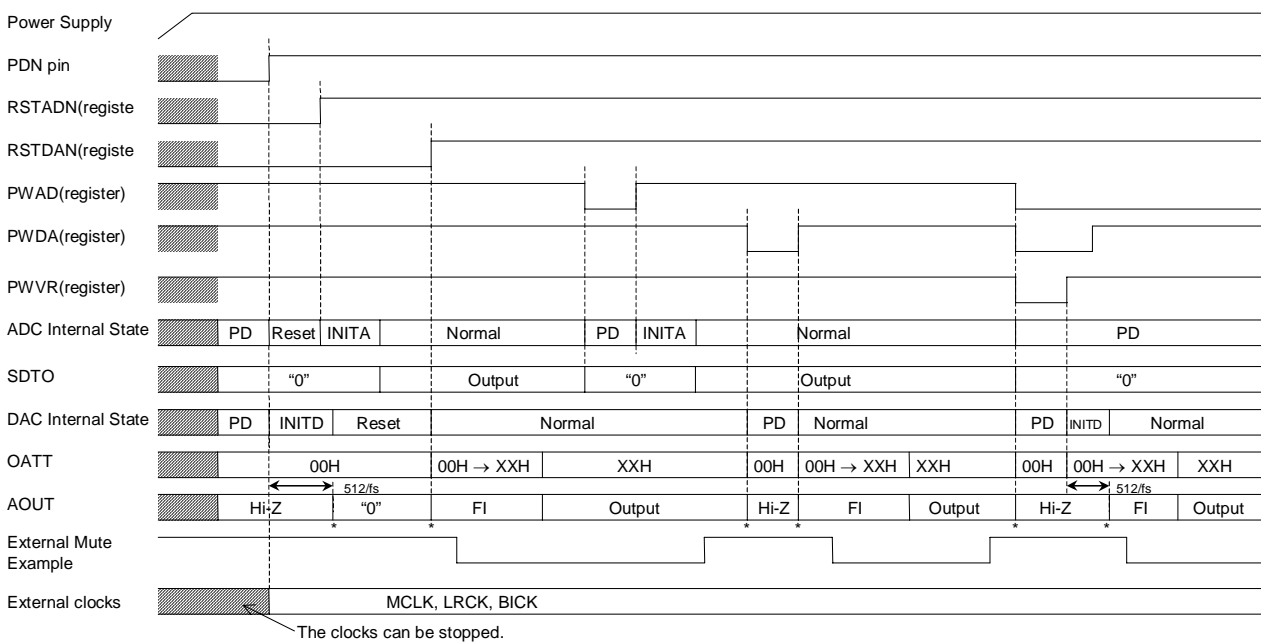 Power Supply
PDN pin
RSTADN(registe
RSTDAN(registe
PWAD(register)
PWDA(register)
PWVR(register)
ADC Internal State PD Reset INITA Normal PD INITA Normal PD
SDTO “0” Output “0” Output “0”
DAC Internal State PD INITD Reset Normal PD Normal PD INITD Normal
OATT 00H 00H → XXH XXH 00H 00H → XXH XXH 00H 00H → XXH XXH
512/fs 512/fs
AOUT Hi-Z “0” FI Output Hi-Z FI Output Hi-Z FI Output
* * * * * *
External Mute
Example
External clocks MCLK, LRCK, BICK
The clocks can be stopped.